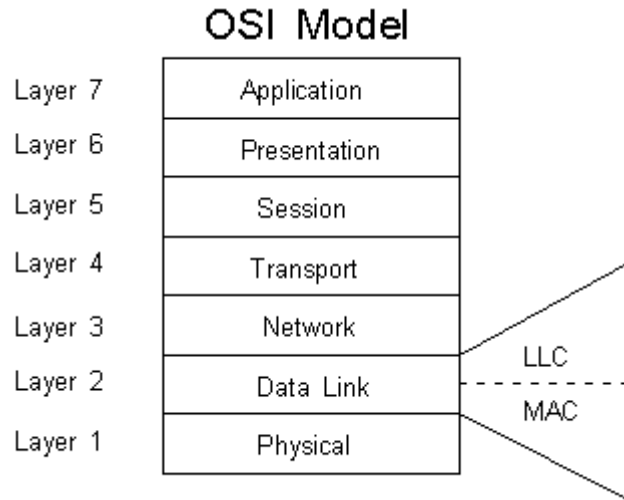 OSI Model
Layer 7 Application
Layer 6 Presentation
Layer 5 Session
Layer 4 Transport
Layer 3 Network
LLC
Layer 2 Data Link
MAC
Layer 1 Physical